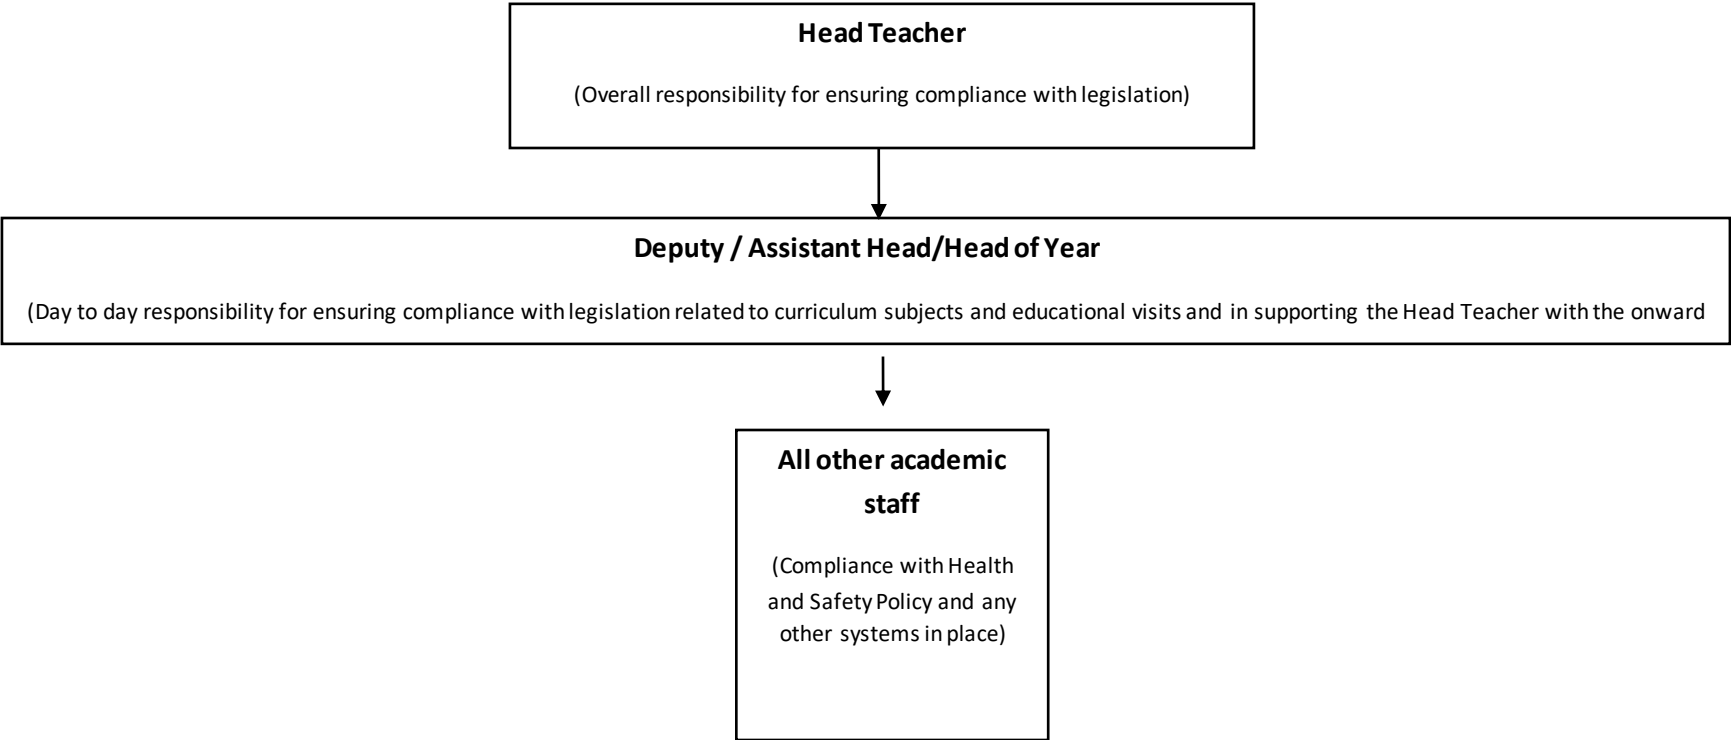 Head Teacher
(Overall responsibility for ensuring compliance with legislation)
Deputy / Assistant Head/Head of Year
(Day to day responsibility for ensuring compliance with legislation related to curriculum subjects and educational visits and in supporting the Head Teacher with the onward
All other academic
staff
(Compliance with Health
and Safety Policy and any
other systems in place)